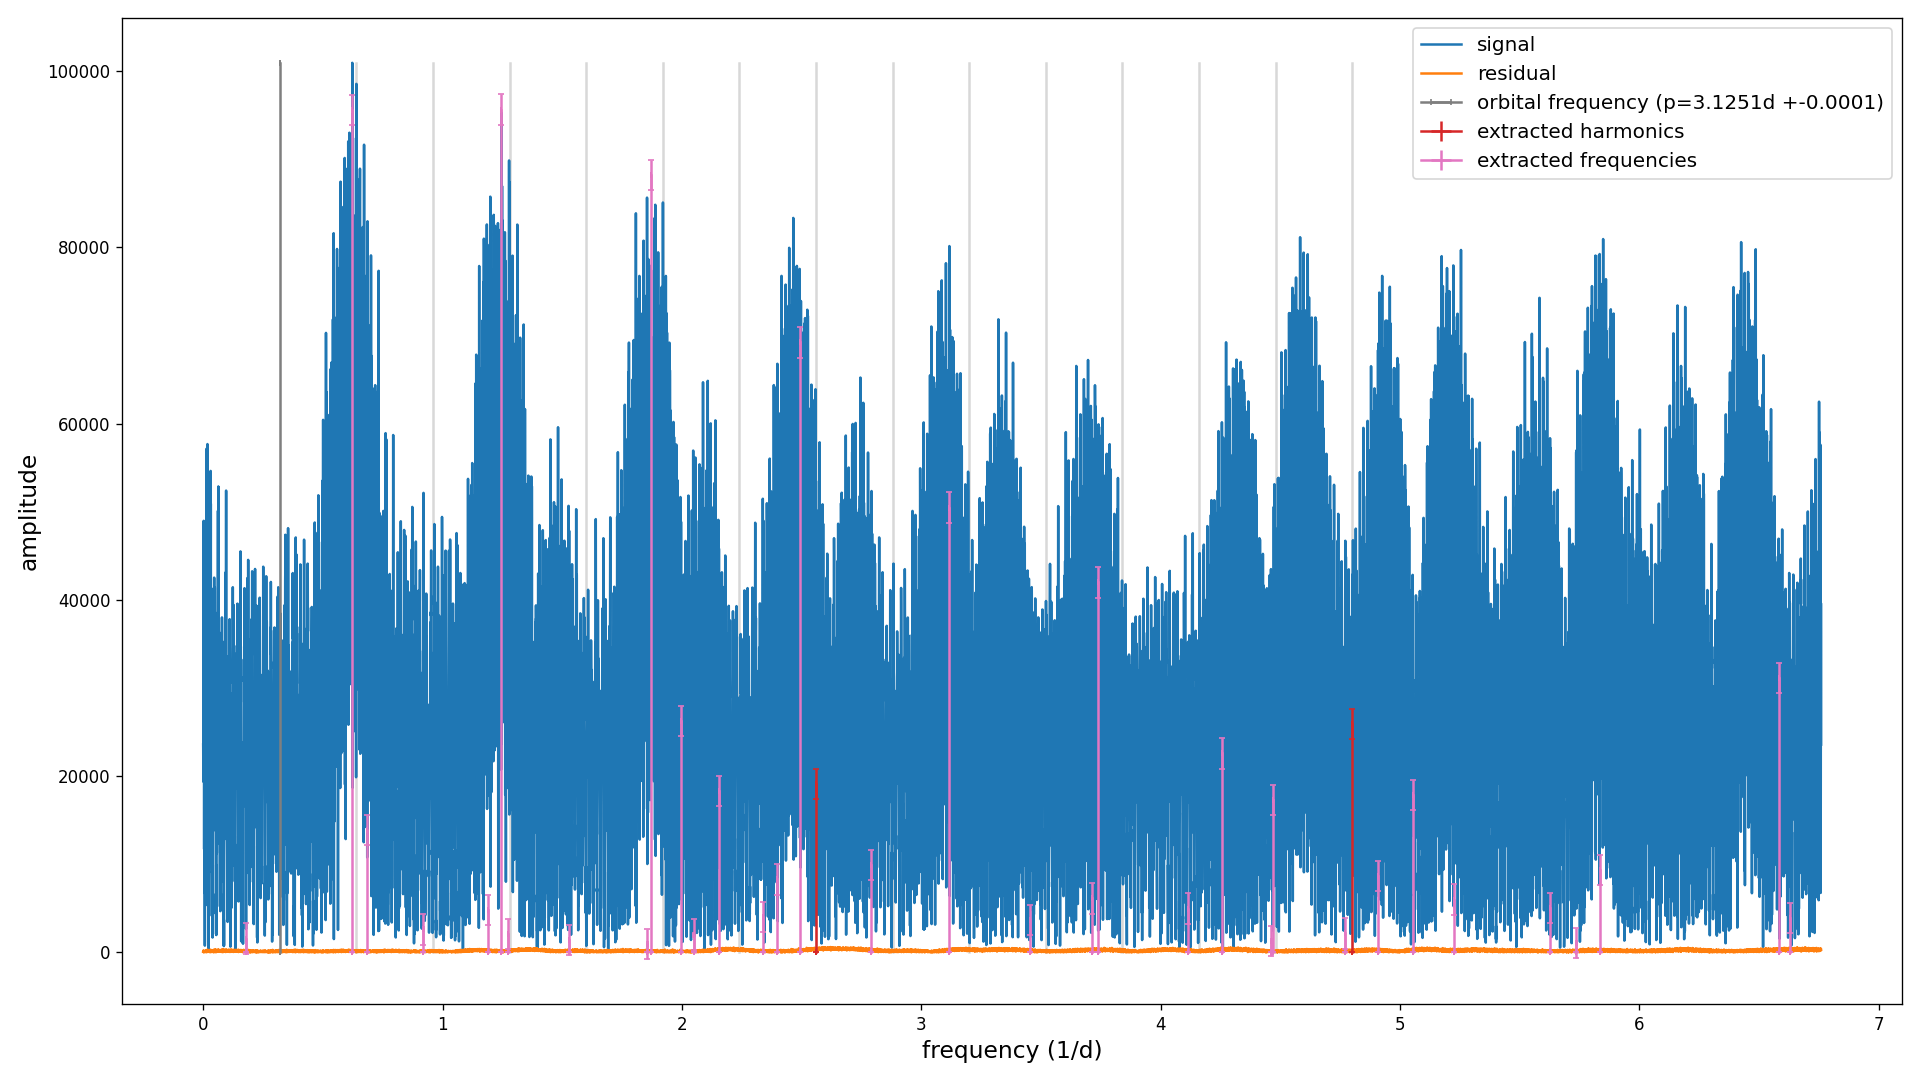 signal
residual
orbital frequency (p=3.1251d +-0.0001)
extracted harmonics
extracted frequencies
100000
80000
60000
40000
20000
0
amplitude
0 1 2 3 4 5 6 7
frequency (1/d)